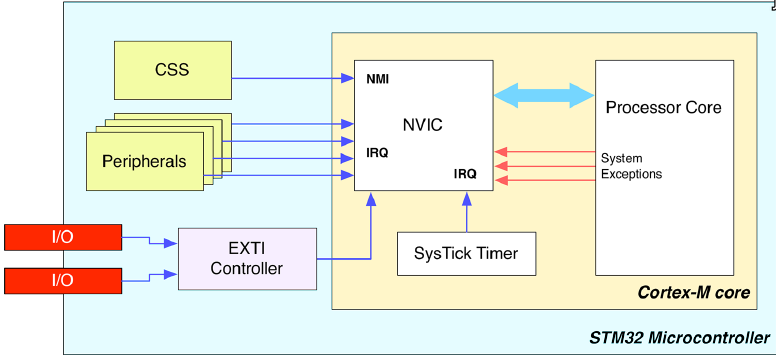 CSS
NMI
NVIC
Processor Core
Peripherals
IRQ
System
Exceptions
IRQ
I/O
EXTI
Controller
SysTick Timer
I/O
Cortex-M core
STM32 Microcontroller